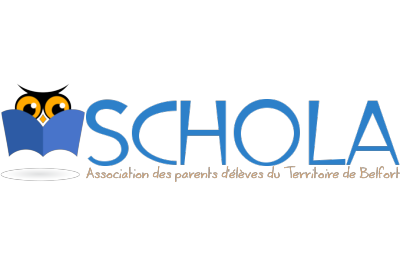 SCHOLA
Association des parents d'élèves du Territoire de Belfort